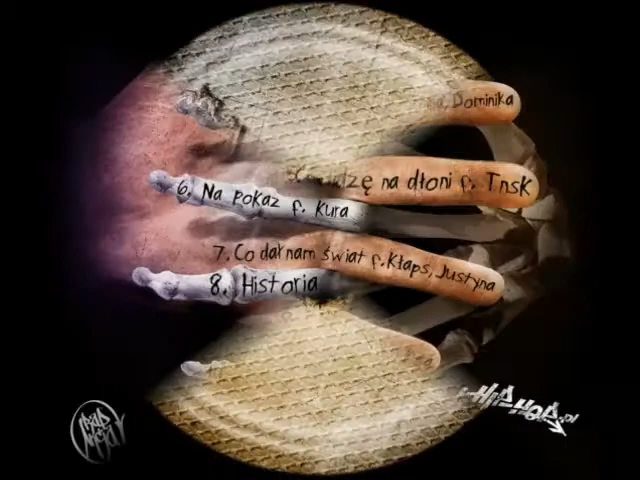 Dominika
na dłoni f. Tnsk
6. Na pokaz f. Kura
7. Co dał nam świat f. Kłaps, Justyna
8. Historia
HIP-HOP.pl